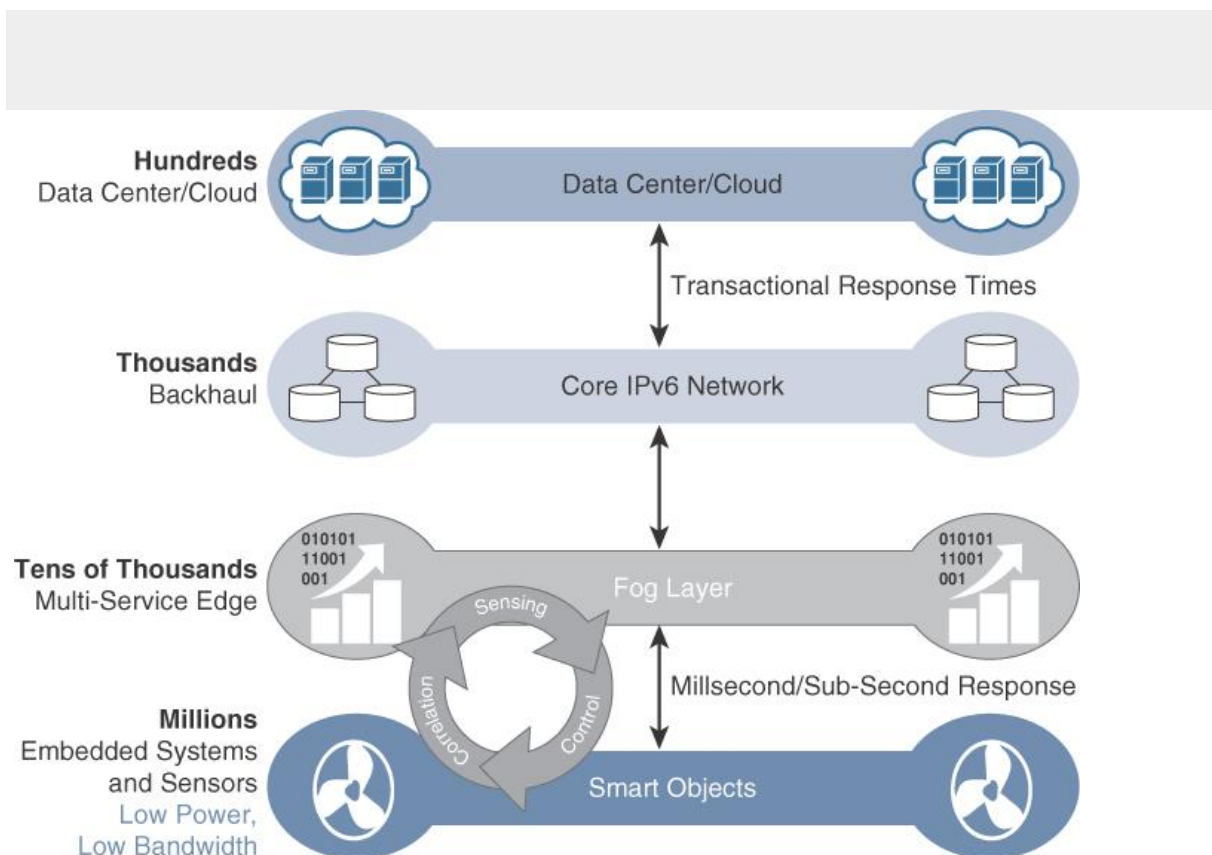 Hundreds
Data Center/Cloud
Data Center/Cloud
Transactional Response Times
Thousands
Backhaul
Core IPv6 Network
010101
11001
001
010101
11001
001
Tens of Thousands
Multi-Service Edge
Fog Layer
Sensing
Control
Correlation
Millsecond/Sub-Second Response
Millions
Embedded Systems
and Sensors
Low Power,
Low Bandwidth
Smart Objects